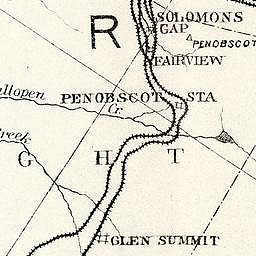 SOLOMONS
GAP
R
PENOBSCOT
FAIRVIEW
PENOBSCOT STA
Cr.
G H T
GLEN SUMMIT